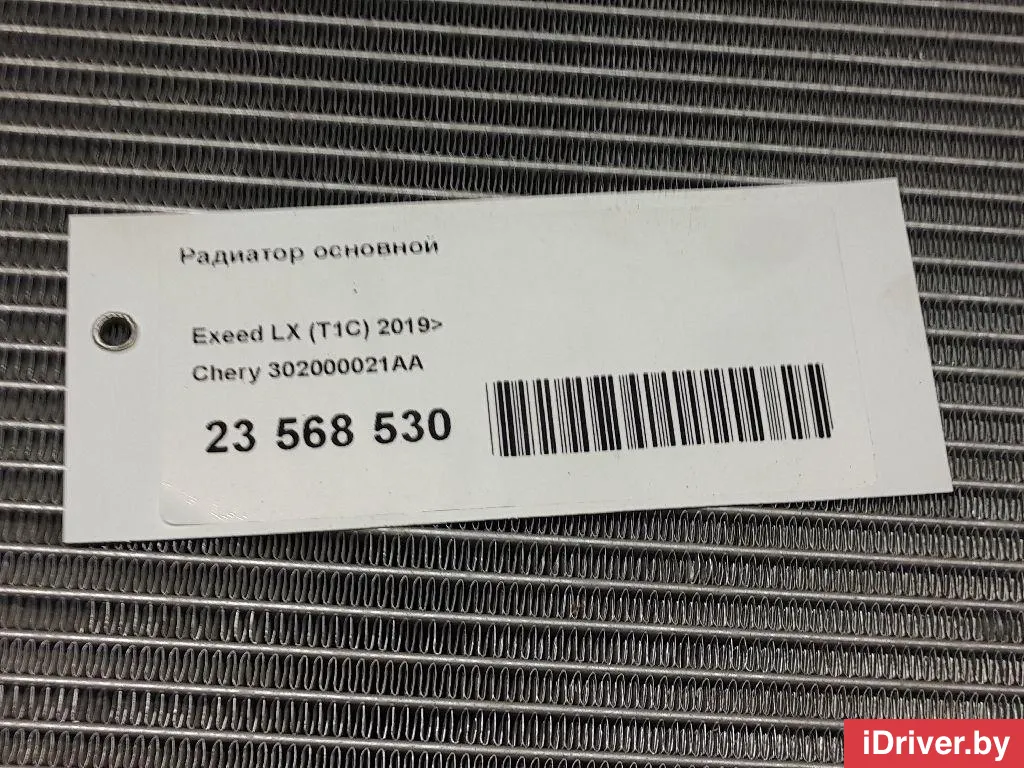 Радиатор основной
Exeed LX (T1C) 2019>
Chery 302000021AA
23 568 530
iDriver.by